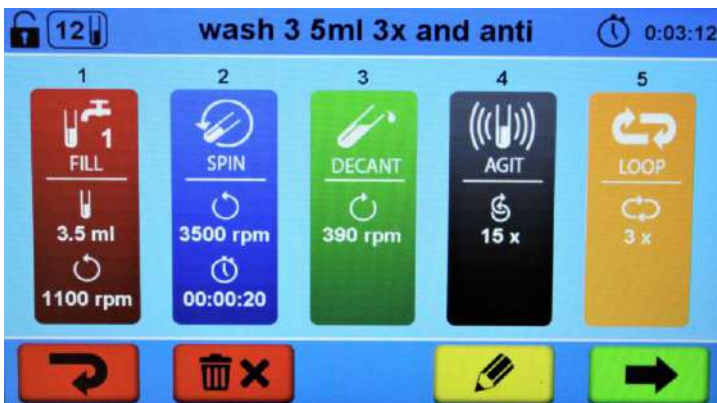 12
wash 3 5ml 3x and anti
0:03:12
1
2
3
4
5
1
FILL
3.5 ml
1100 rpm
SPIN
3500 rpm
00:00:20
DECANT
390 rpm
AGIT
15 x
LOOP
3 x